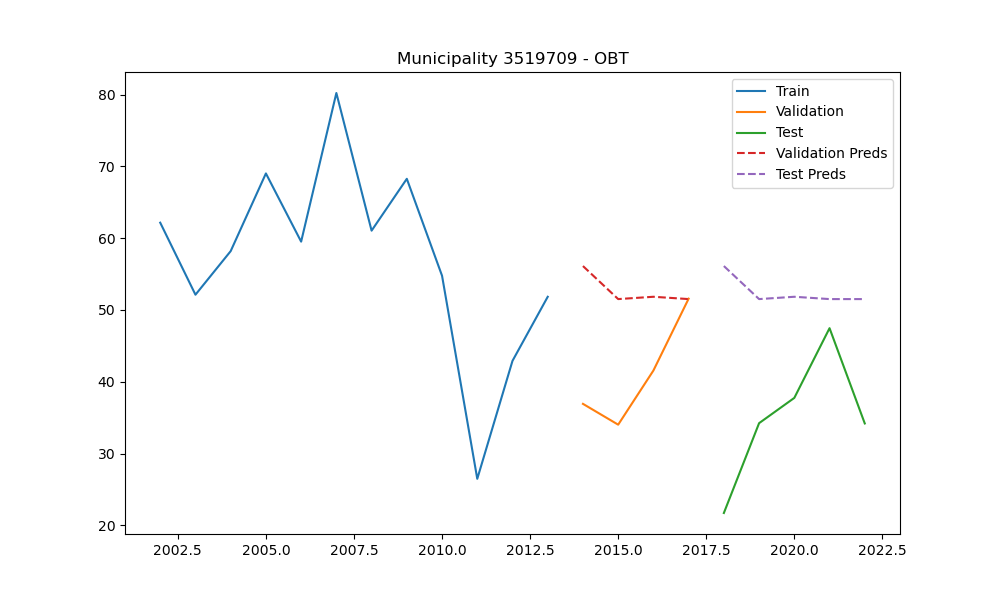 Municipality 3519709 - OBT
Train
Validation
Test
Validation Preds
Test Preds
80
70
60
50
40
30
20
2002.5 2005.0 2007.5 2010.0 2012.5 2015.0 2017.5 2020.0 2022.5